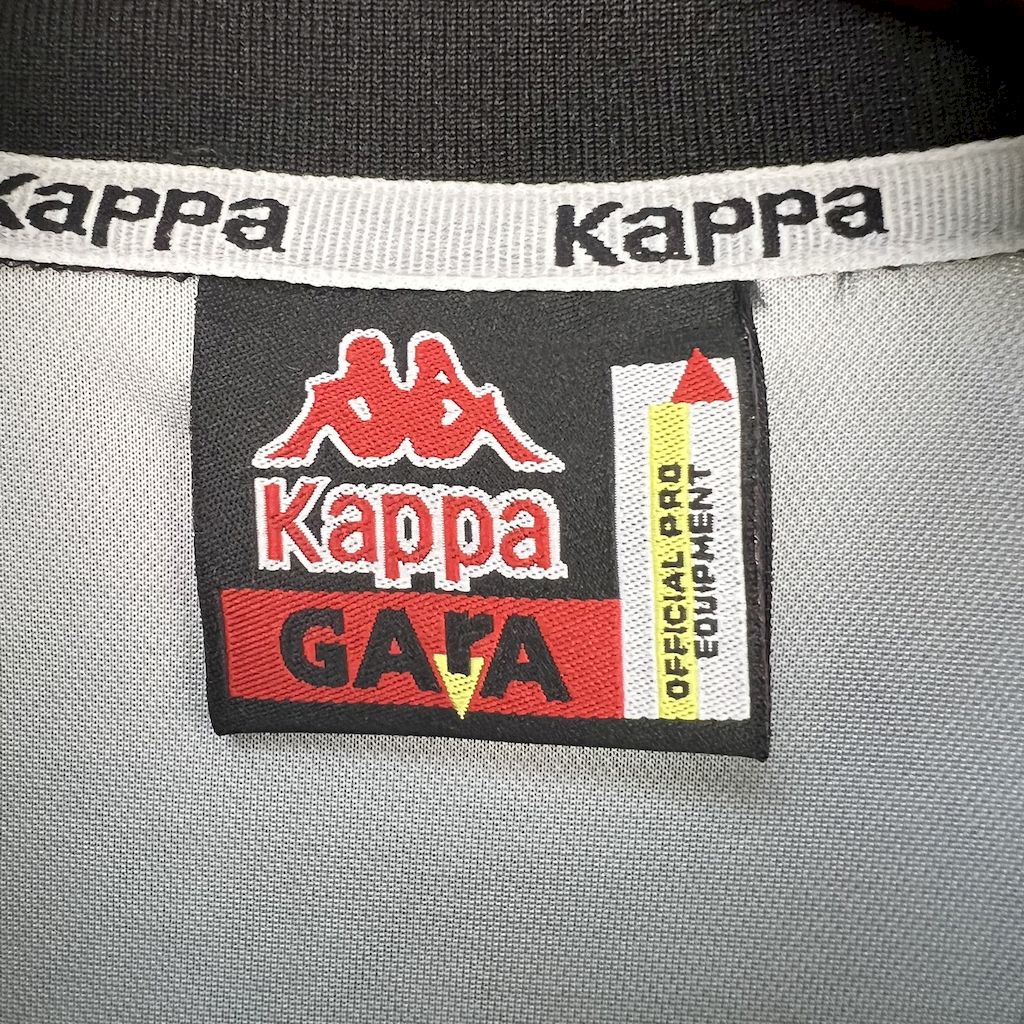 Kappa Kappa
Kappa
GArA
OFFICIAL PRO
EQUIPMENT